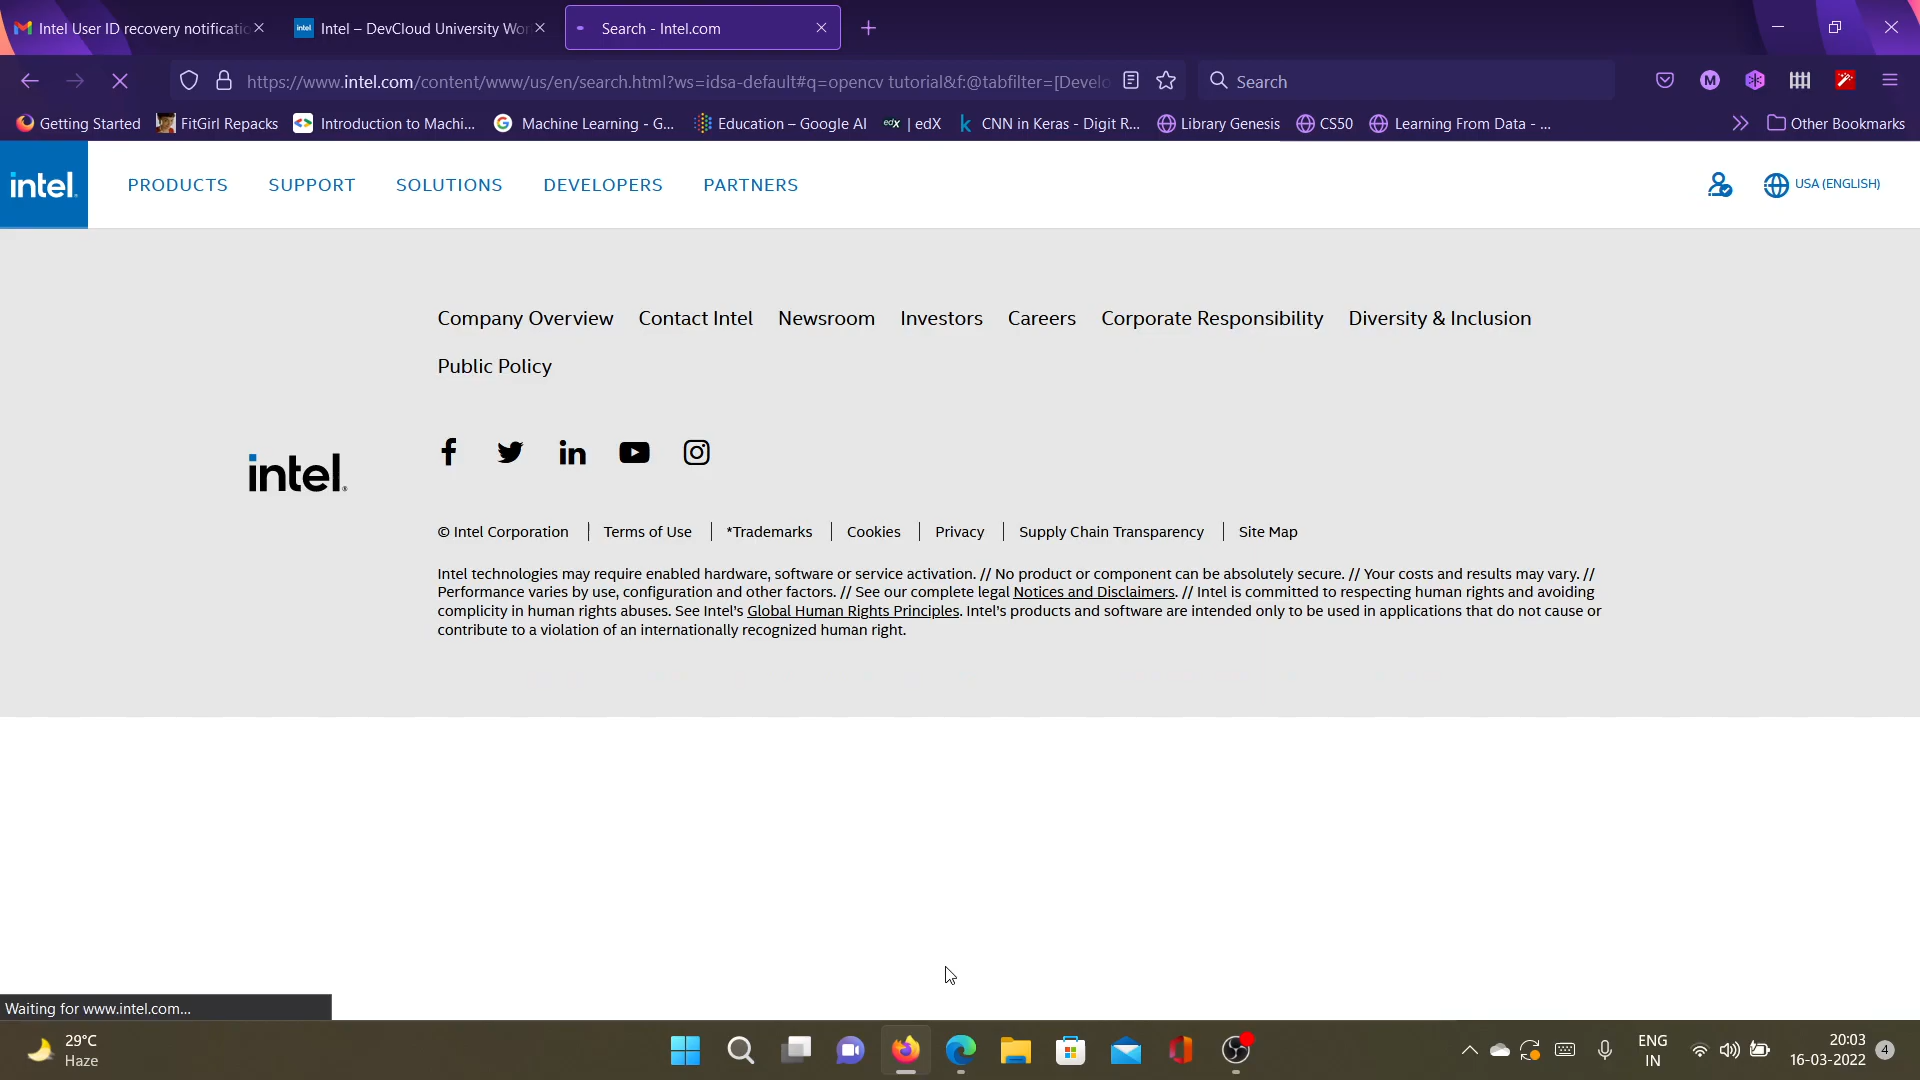 Intel User ID recovery notificatio
intel
Intel – DevCloud University Wor
Search - Intel.com
https://www.intel.com/content/www/us/en/search.html?ws=idsa-default#q=opencv tutorial&f:@tabfilter=[Develo
Search
M
Getting Started
FitGirl Repacks
Introduction to Machi...
Machine Learning - G...
Education – Google AI
edX
| edX
k
CNN in Keras - Digit R...
Library Genesis
CS50
Learning From Data - ...
Other Bookmarks
intel.
PRODUCTS
SUPPORT
SOLUTIONS
DEVELOPERS
PARTNERS
USA (ENGLISH)
Company Overview
Contact Intel
Newsroom
Investors
Careers
Corporate Responsibility
Diversity & Inclusion
Public Policy
intel®
© Intel Corporation
Terms of Use
*Trademarks
Cookies
Privacy
Supply Chain Transparency
Site Map
Intel technologies may require enabled hardware, software or service activation. // No product or component can be absolutely secure. // Your costs and results may vary. //
Performance varies by use, configuration and other factors. // See our complete legal Notices and Disclaimers. // Intel is committed to respecting human rights and avoiding
complicity in human rights abuses. See Intel's Global Human Rights Principles. Intel's products and software are intended only to be used in applications that do not cause or
contribute to a violation of an internationally recognized human right.
Waiting for www.intel.com...
29°C
Haze
ENG
IN
20:03
16-03-2022
4